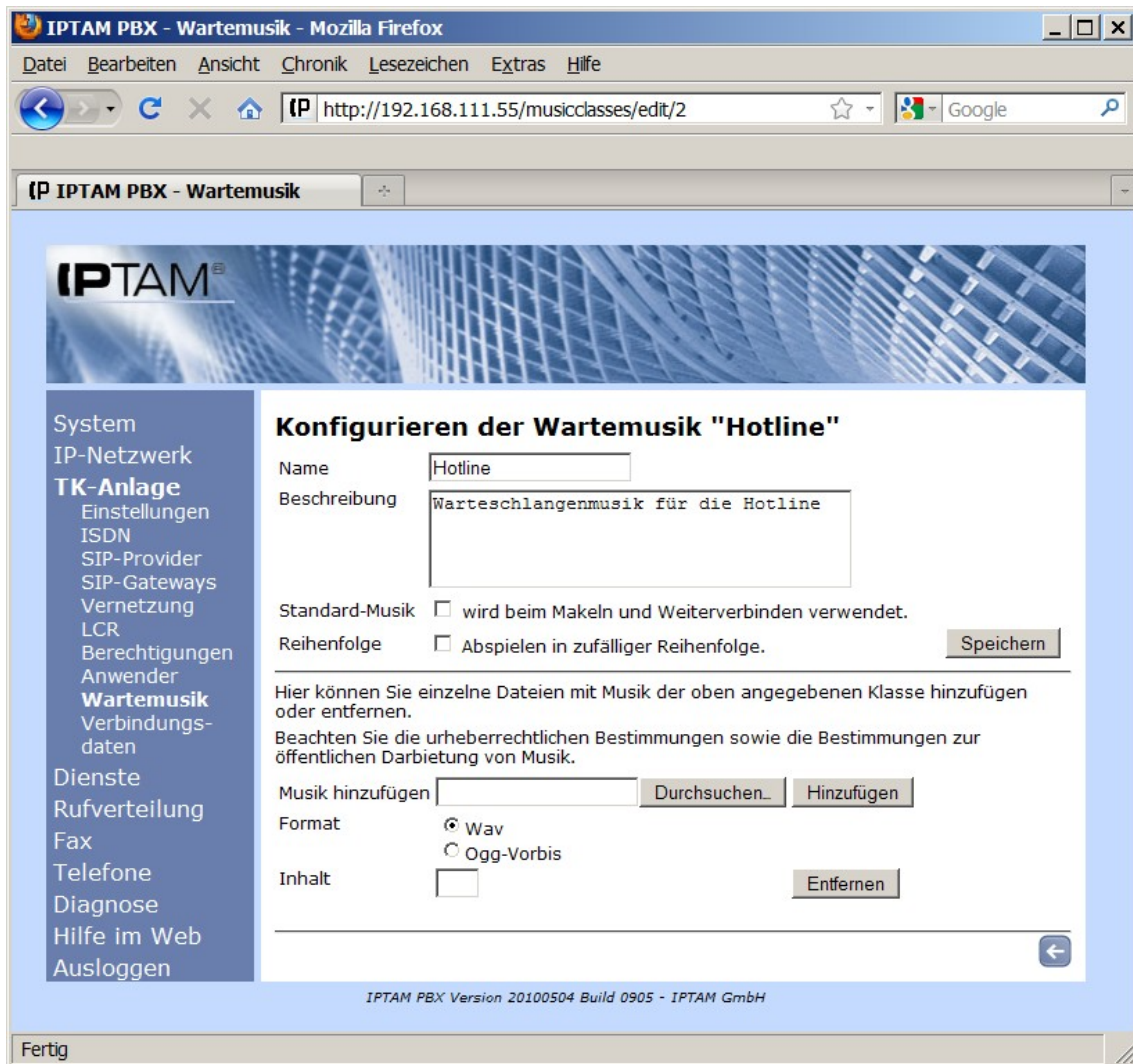 IPTAM PBX - Wartemusik - Mozilla Firefox
Datei Bearbeiten Ansicht Chronik Lesezeichen Extras Hilfe
(P http://192.168.111.55/musicclasses/edit/2 Google
(P IPTAM PBX - Wartemusik
IPTAM®
System
IP-Netzwerk
TK-Anlage
Einstellungen
ISDN
SIP-Provider
SIP-Gateways
Vernetzung
LCR
Berechtigungen
Anwender
Wartemusik
Verbindungs-
daten
Dienste
Rufverteilung
Fax
Telefone
Diagnose
Hilfe im Web
Ausloggen
Konfigurieren der Wartemusik "Hotline"
Name Hotline
Beschreibung Warteschlangenmusik für die Hotline
Standard-Musik wird beim Makeln und Weiterverbinden verwendet.
Reihenfolge Abspielen in zufälliger Reihenfolge. Speichern
Hier können Sie einzelne Dateien mit Musik der oben angegebenen Klasse hinzufügen
oder entfernen.
Beachten Sie die urheberrechtlichen Bestimmungen sowie die Bestimmungen zur
öffentlichen Darbietung von Musik.
Musik hinzufügen Durchsuchen... Hinzufügen
Format Wav
Ogg-Vorbis
Inhalt Entfernen
IPTAM PBX Version 20100504 Build 0905 - IPTAM GmbH
Fertig